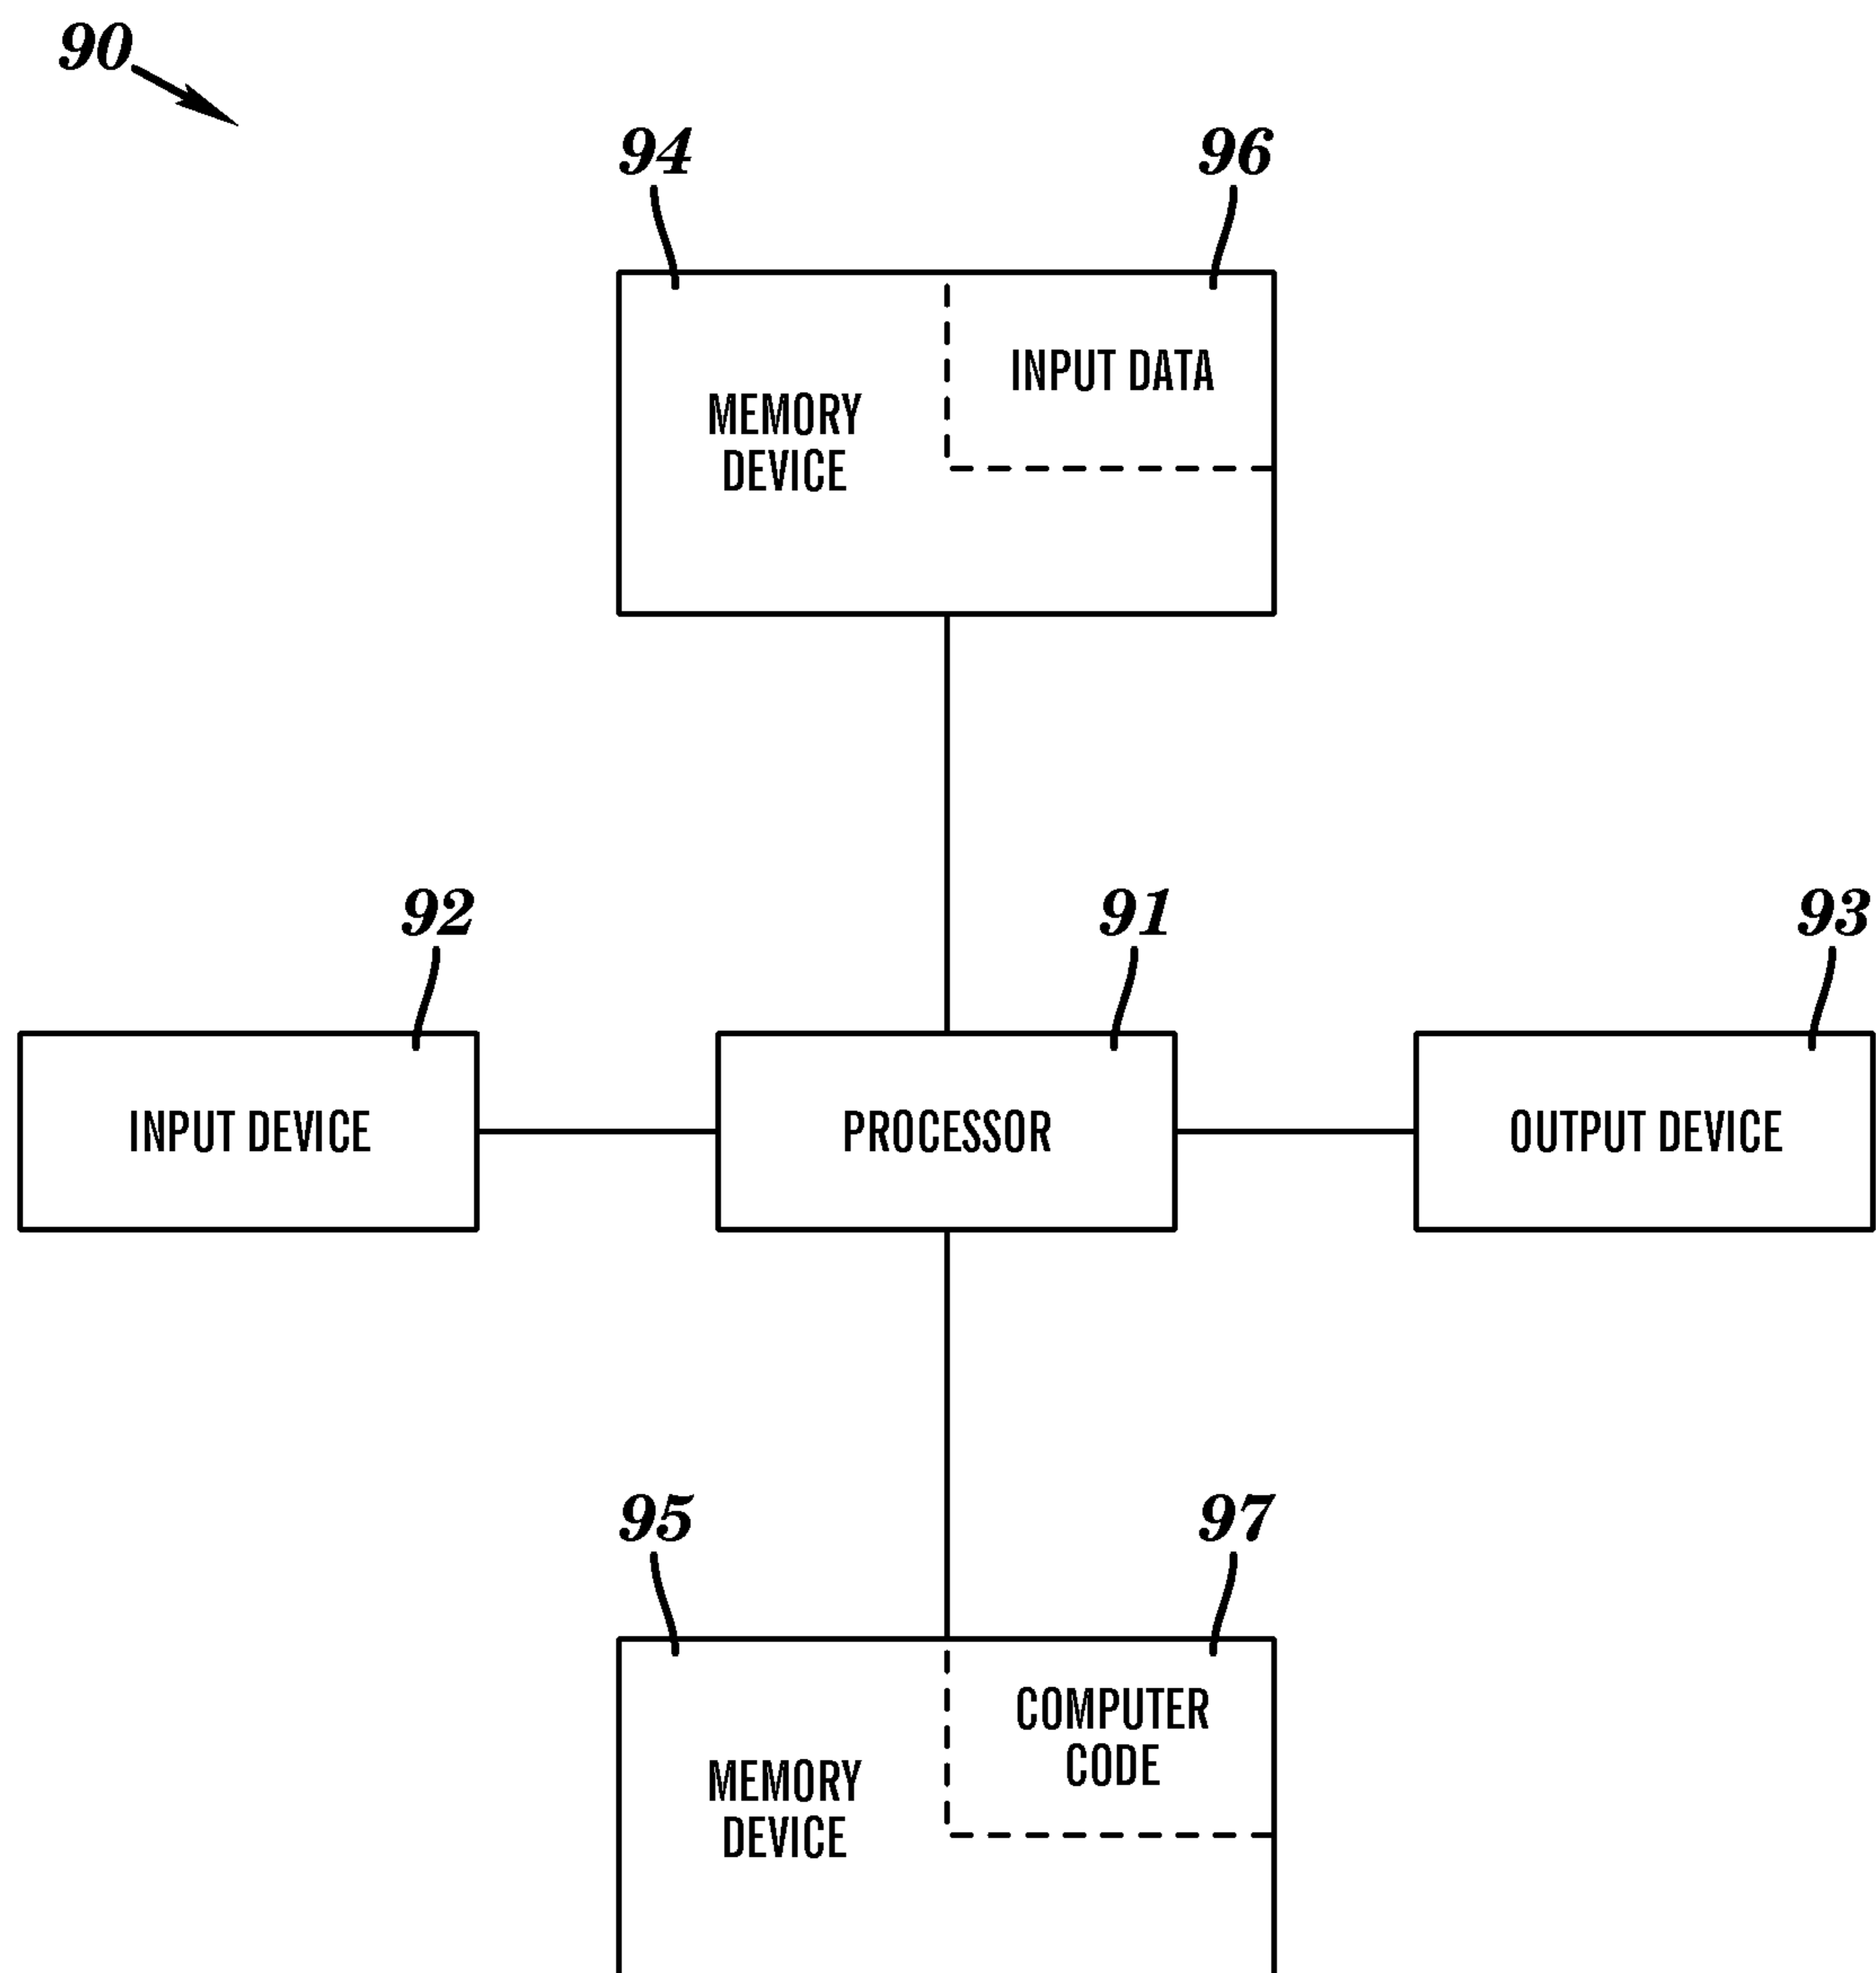 90
94
96
INPUT DATA
MEMORY
DEVICE
92
91
93
INPUT DEVICE
PROCESSOR
OUTPUT DEVICE
95
97
COMPUTER
CODE
MEMORY
DEVICE